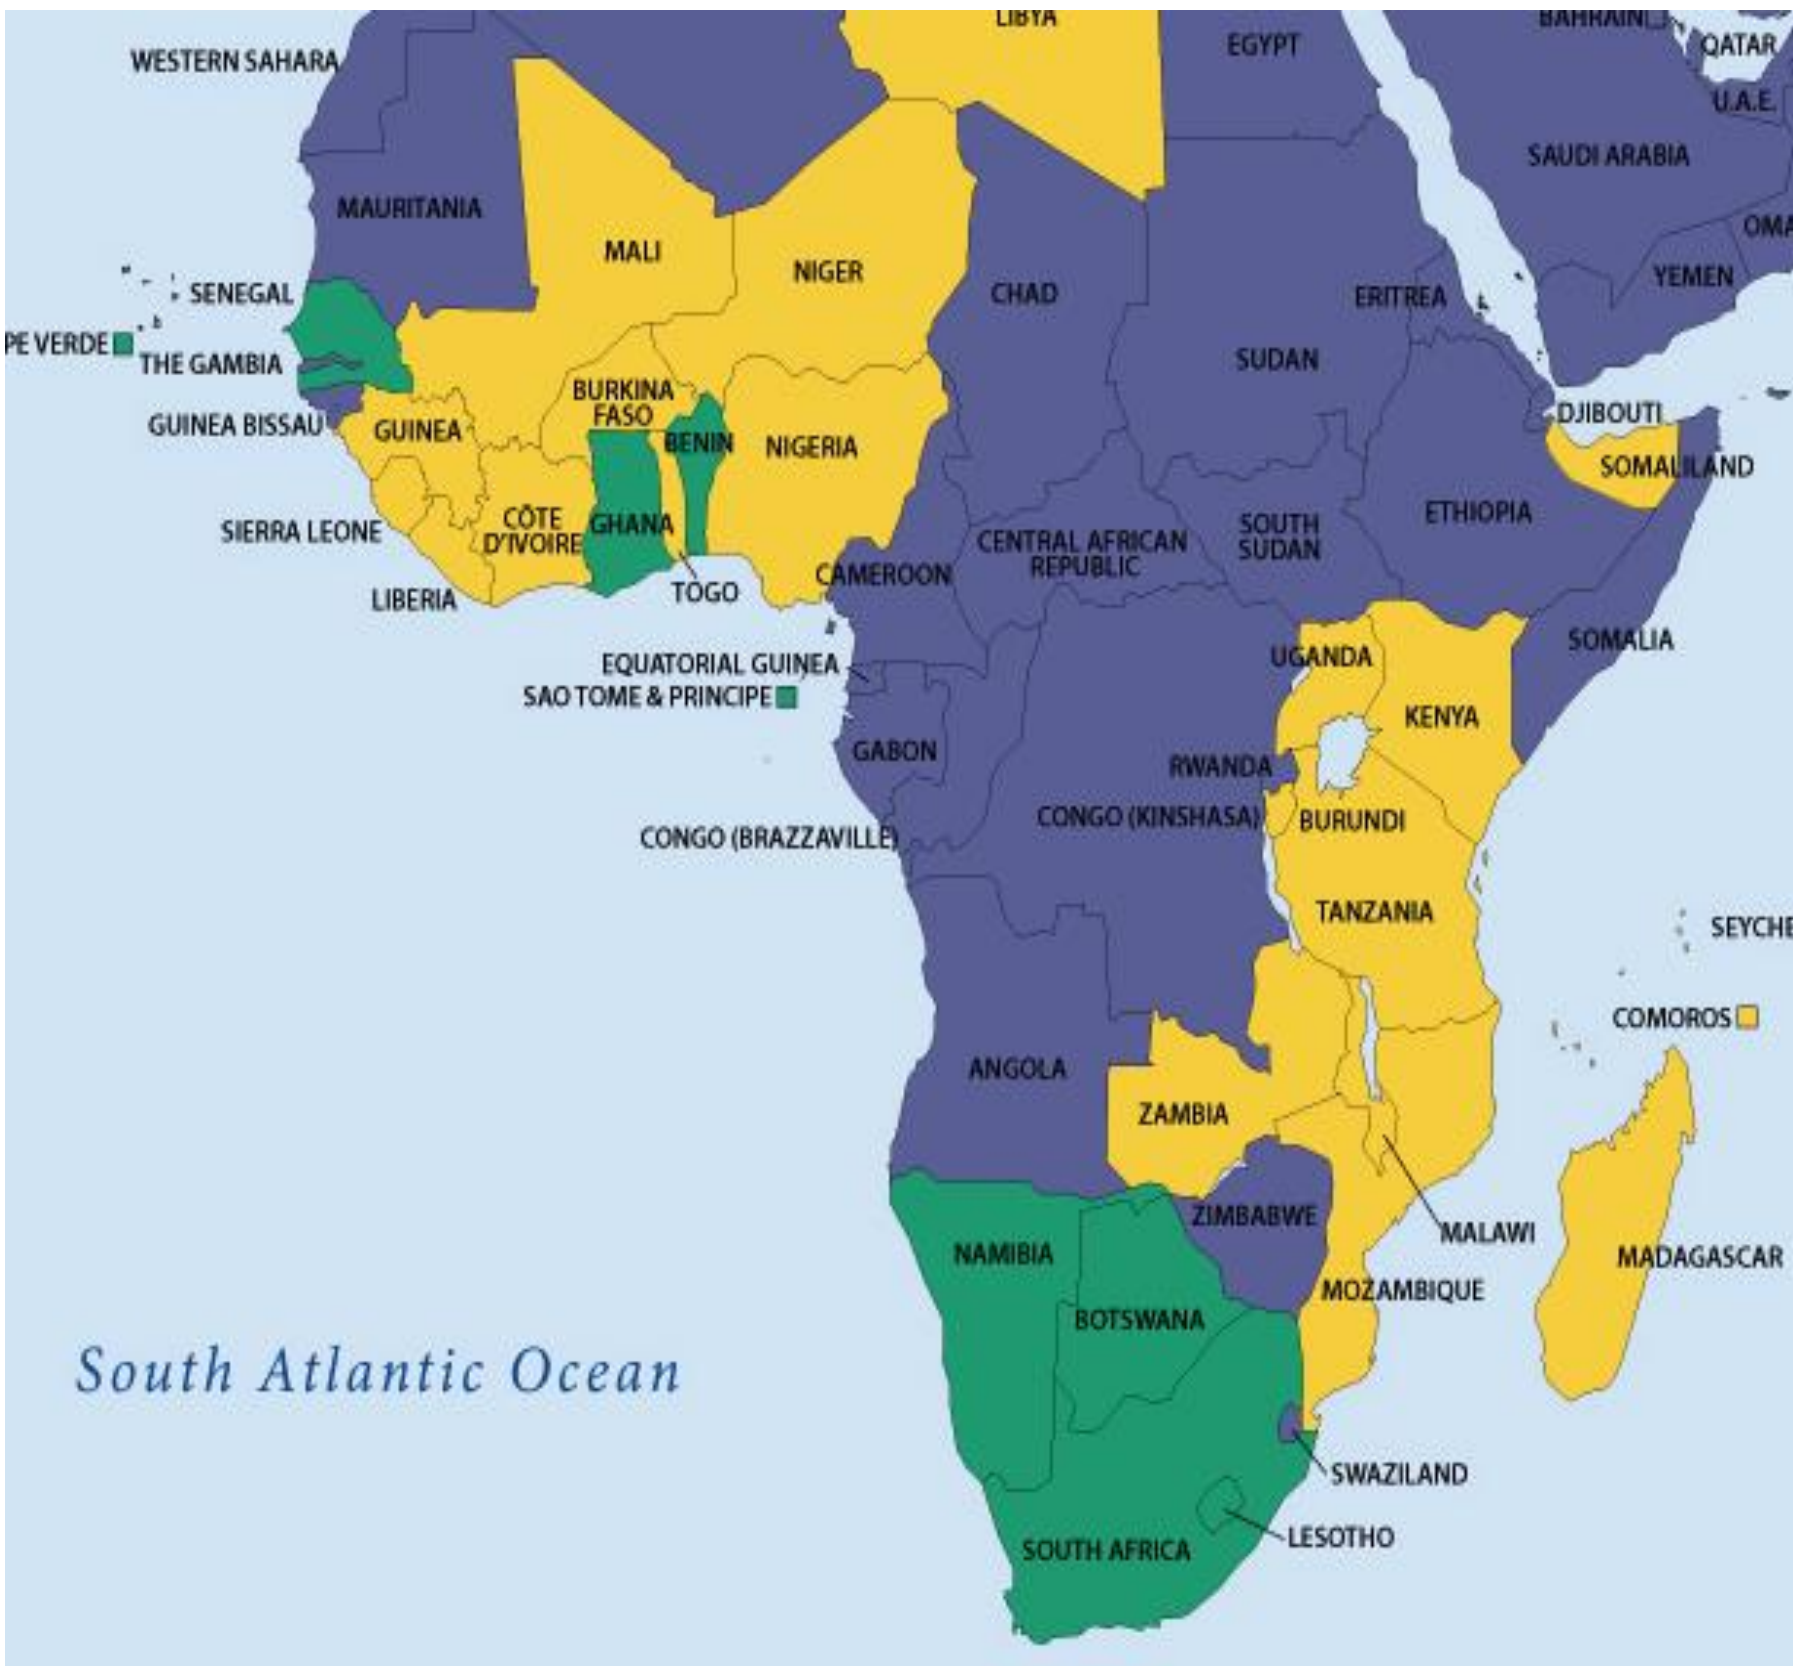 LIBYA
BAHRAIN
EGYPT
QATAR
WESTERN SAHARA
U.A.E.
SAUDI ARABIA
MAURITANIA
OMA
MALI
NIGER
YEMEN
SENEGAL
CHAD
ERITREA
PE VERDE
SUDAN
THE GAMBIA
BURKINA
FASO
DJIBOUTI
GUINEA BISSAU
GUINEA
BENIN
NIGERIA
SOMALILAND
ETHIOPIA
SIERRA LEONE
CÔTE
D'IVOIRE
GHANA
SOUTH
SUDAN
CENTRAL AFRICAN
REPUBLIC
CAMEROON
LIBERIA
TOGO
SOMALIA
EQUATORIAL GUINEA
UGANDA
SAO TOME & PRINCIPE
KENYA
GABON
RWANDA
CONGO (KINSHASA)
BURUNDI
CONGO (BRAZZAVILLE)
TANZANIA
SEYCHE
COMOROS
ANGOLA
ZAMBIA
ZIMBABWE
MALAWI
NAMIBIA
MADAGASCAR
MOZAMBIQUE
BOTSWANA
South Atlantic Ocean
SWAZILAND
LESOTHO
SOUTH AFRICA